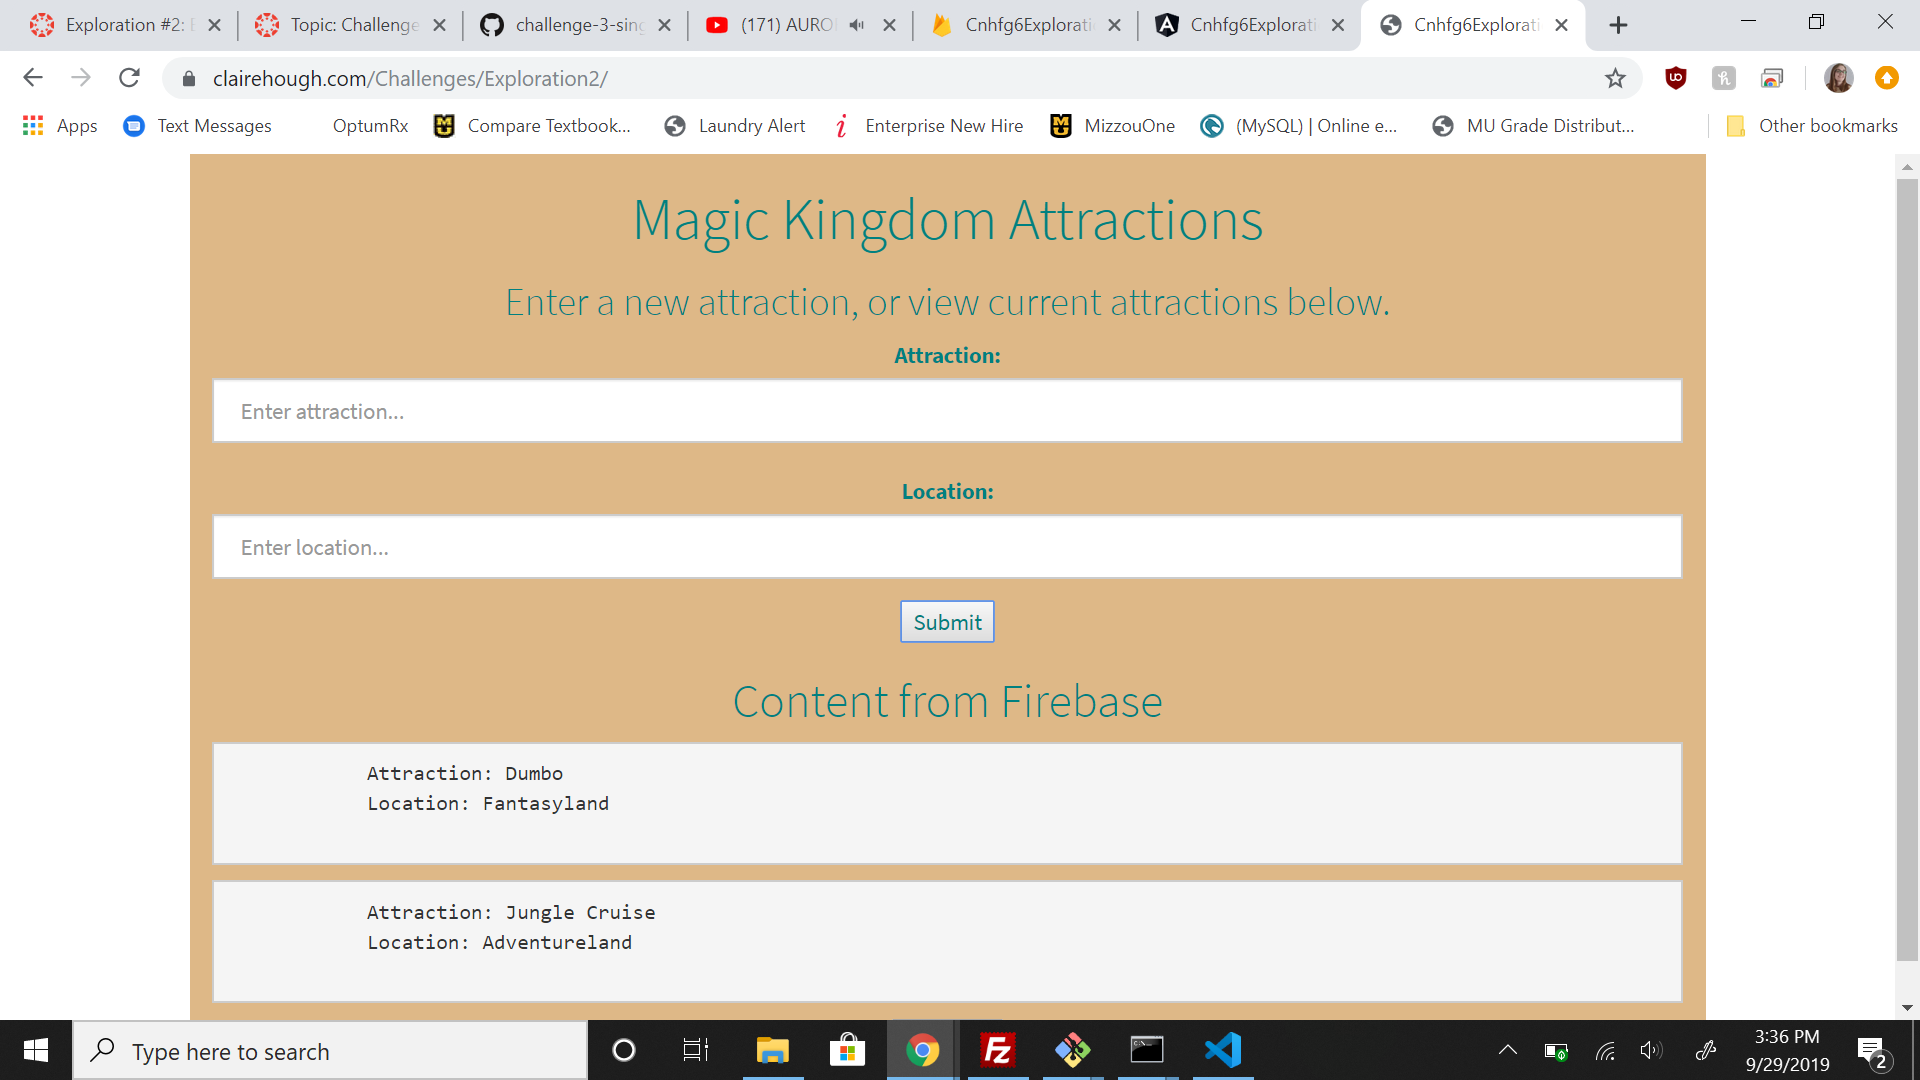 Exploration #2: E
Topic: Challenge
challenge-3-sing
(171) AURO
Cnhfg6Explorati
Cnhfg6Explorati
Cnhfg6Explorati
clairehough.com/Challenges/Exploration2/
Apps
Text Messages
OptumRx
Compare Textbook...
Laundry Alert
Enterprise New Hire
MizzouOne
(MySQL) | Online e...
MU Grade Distribut...
Other bookmarks
Magic Kingdom Attractions
Enter a new attraction, or view current attractions below.
Attraction:
Enter attraction...
Location:
Enter location...
Submit
Content from Firebase
Attraction: Dumbo
Location: Fantasyland
Attraction: Jungle Cruise
Location: Adventureland
Type here to search
3:36 PM
9/29/2019
2